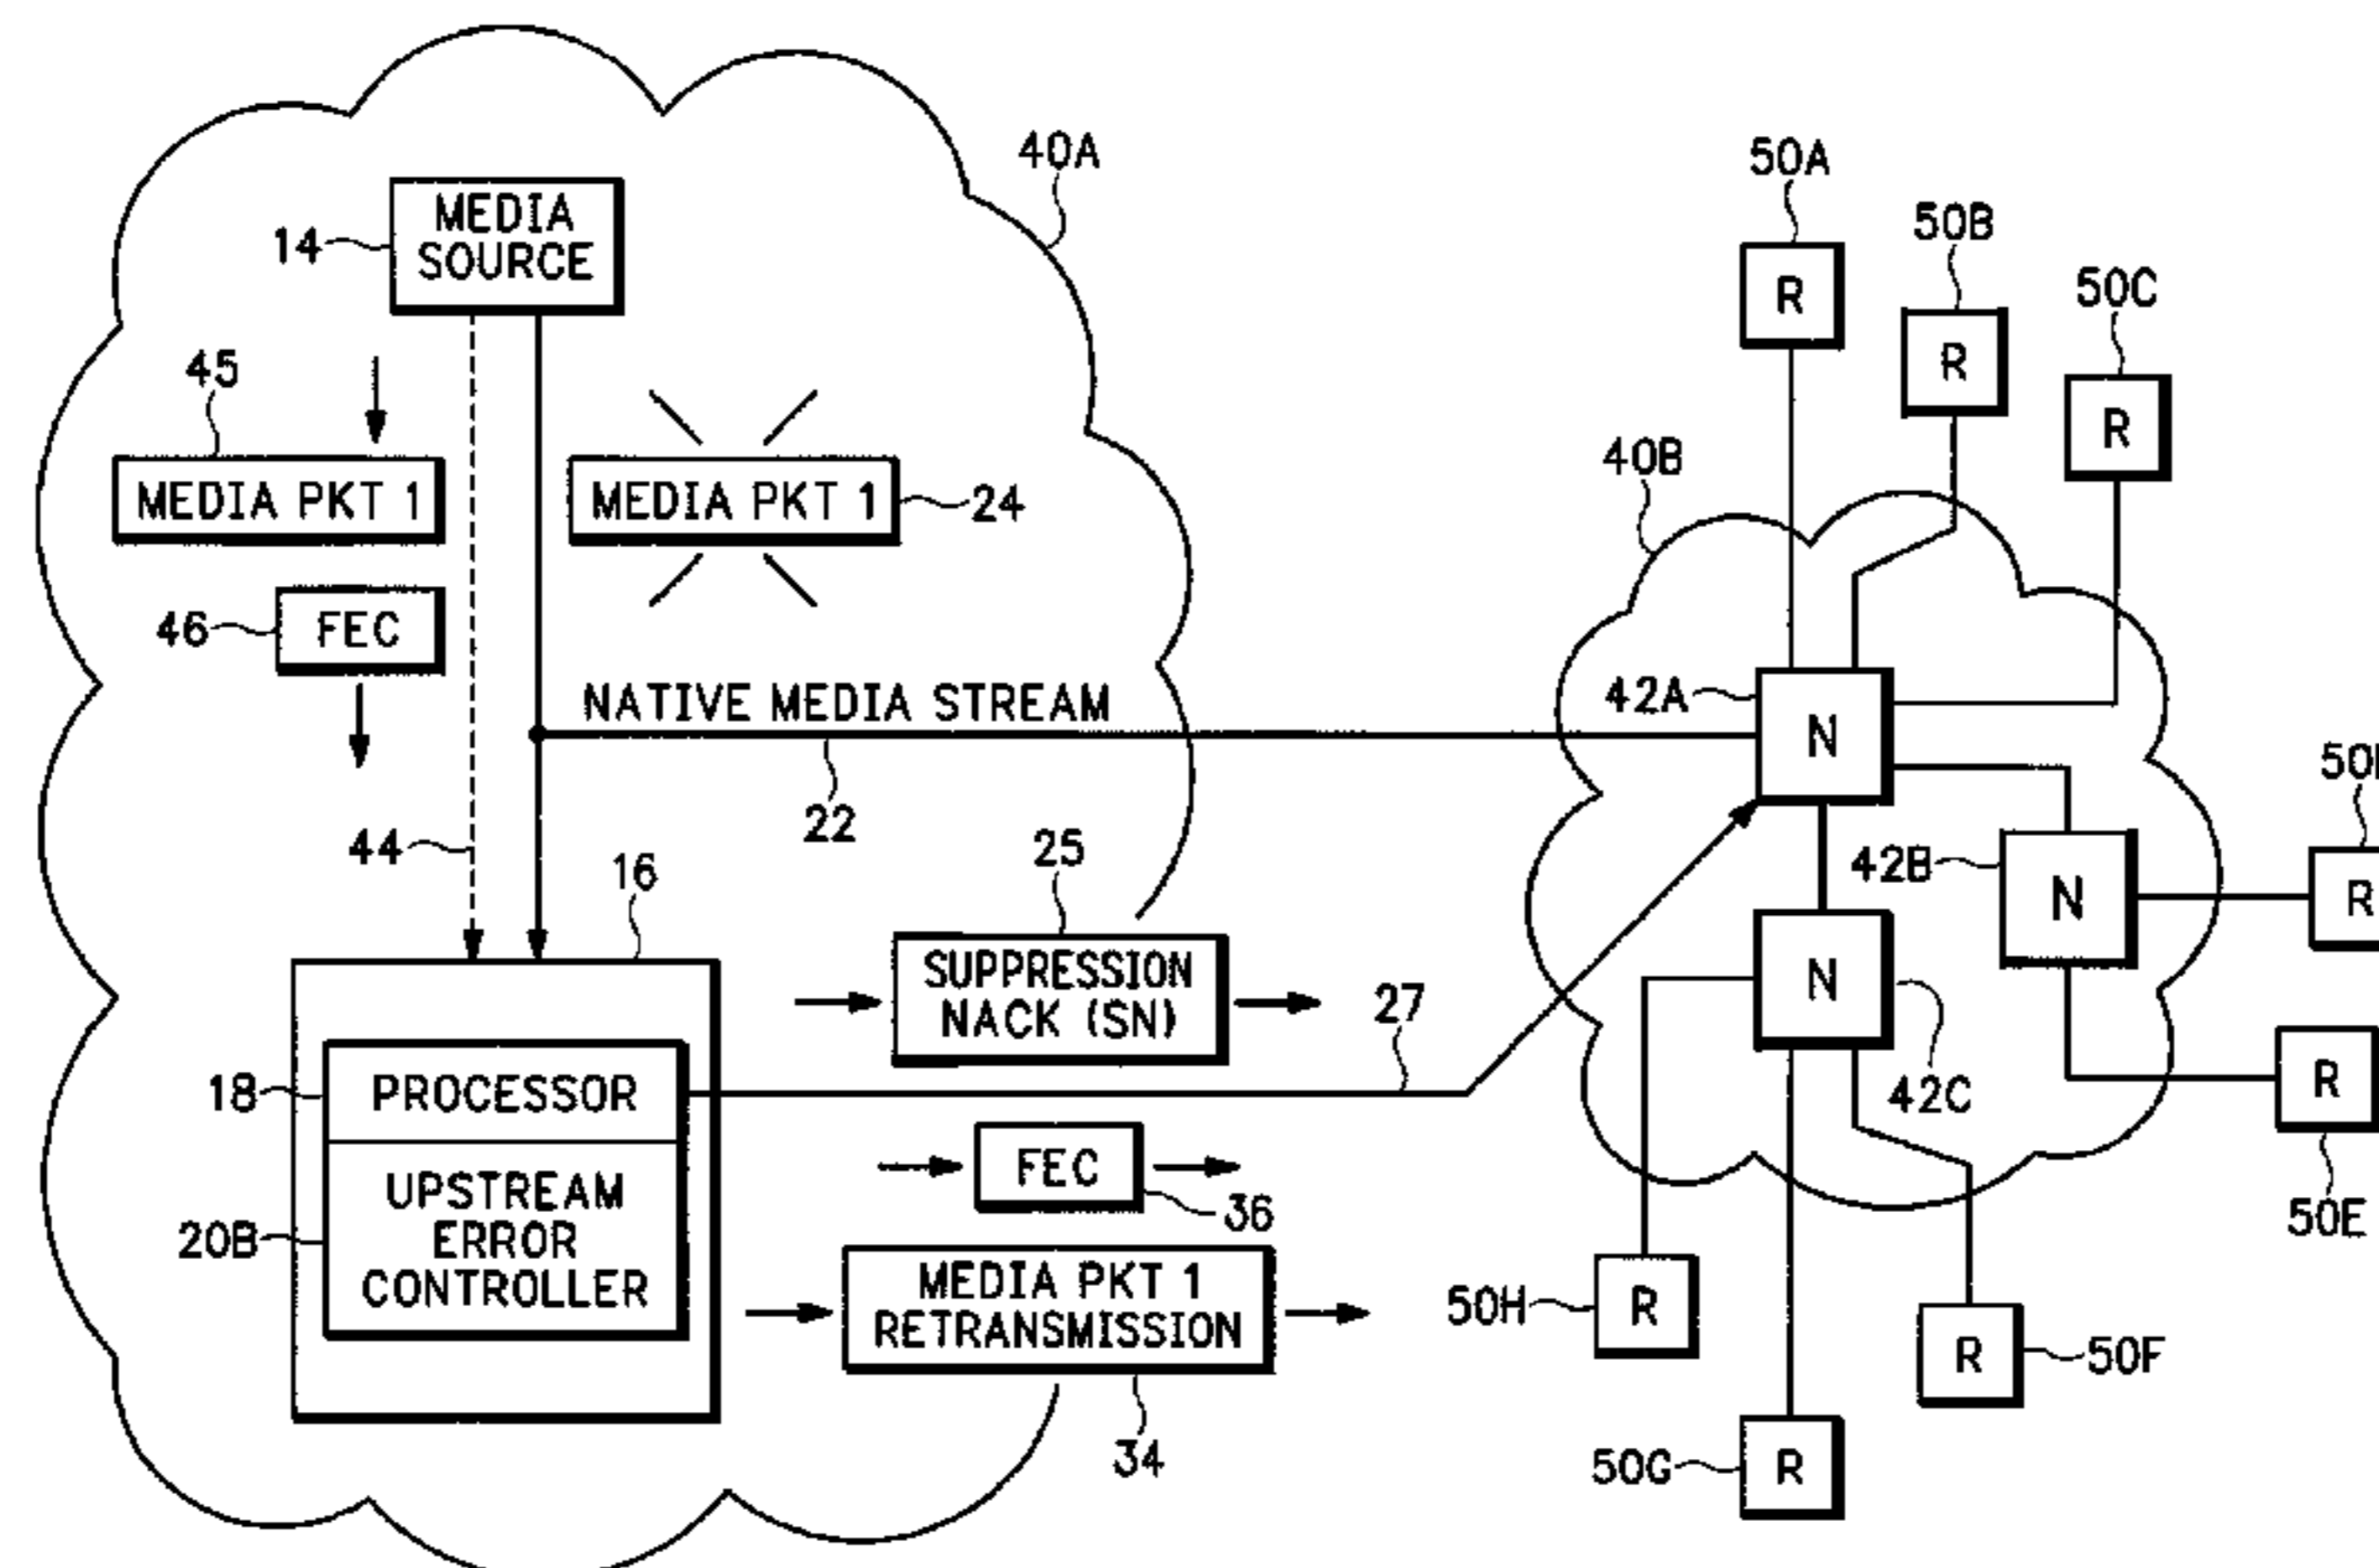 40A
50A
50B
50C
MEDIA
SOURCE
14
R
R
R
45
40B
MEDIA PKT 1
MEDIA PKT 1
24
46
FEC
NATIVE MEDIA STREAM
42A
N
22
44
16
25
42B
N
R
SUPPRESSION
NACK (SN)
27
N
42C
R
50E
18
PROCESSOR
FEC
36
20B
UPSTREAM
ERROR
CONTROLLER
MEDIA PKT 1
RETRANSMISSION
34
50H
R
R
50F
50G
R